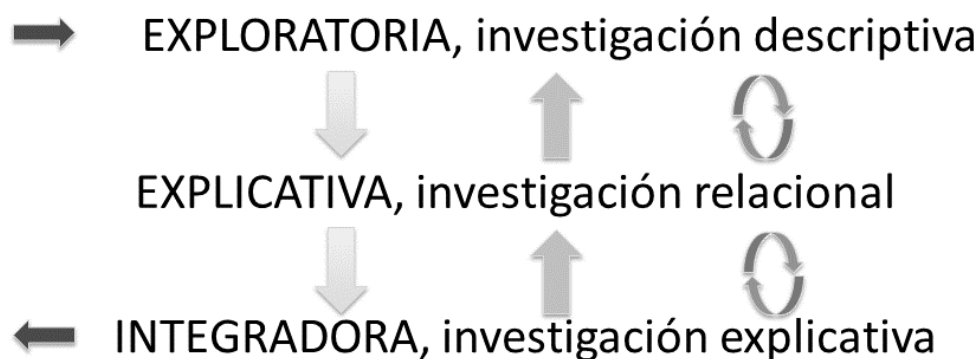 EXPLORATORIA, investigación descriptiva
EXPLICATIVA, investigación relacional
INTEGRADORA, investigación explicativa